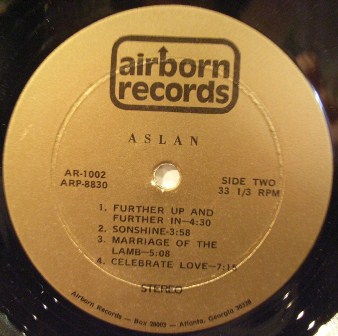 airborn
records
ASLAN
AR-1002
ARP-8830
SIDE TWO
33 1/3 RPM
1. FURTHER UP AND
FURTHER IN-4:30
2. SONSHINE-3:58
3. MARRIAGE OF THE
LAMB-5:08
4. CELEBRATE LOVE-7:15
STEREO
Airborn Records — Box — Atlanta, Georgia